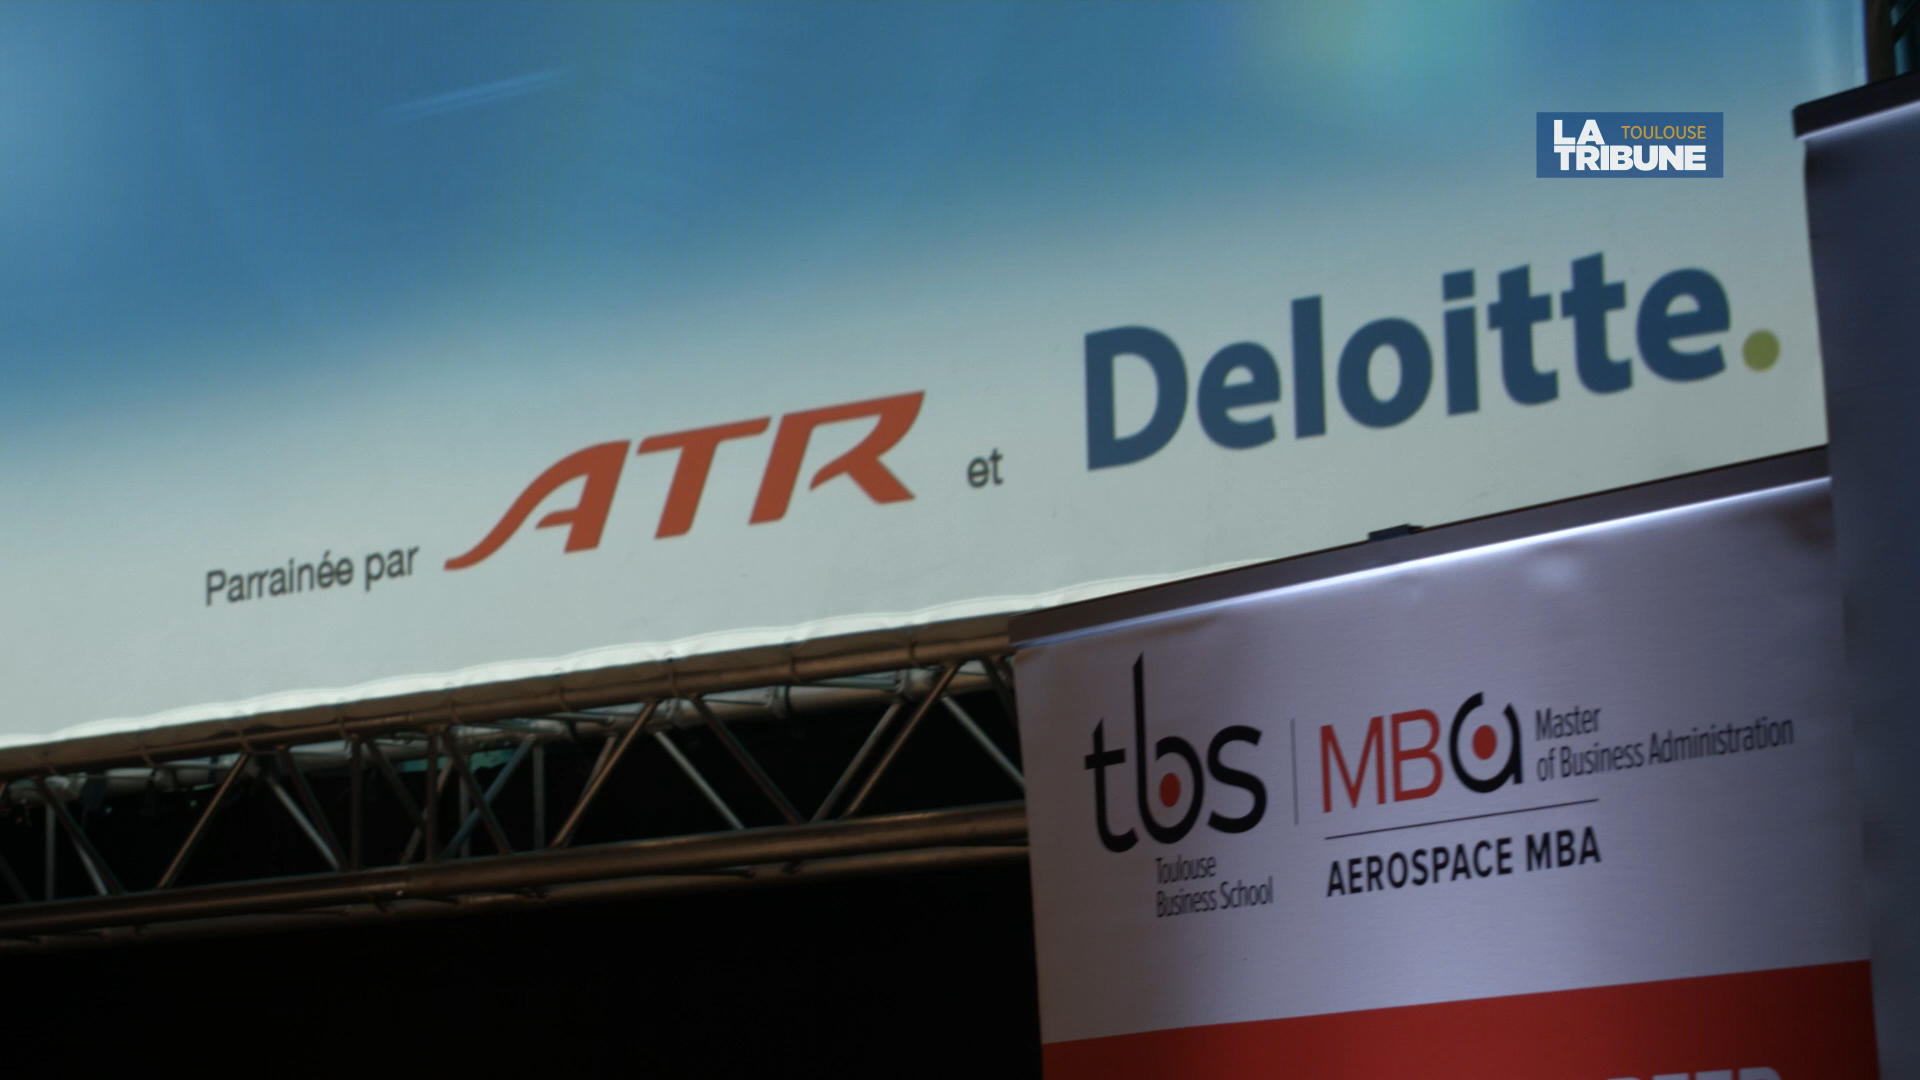 LA TOULOUSE
TRIBUNE
Parrainée par ATR et Deloitte.
tbs
Toulouse
Business School
MBa
Master
of Business Administration
AEROSPACE MBA